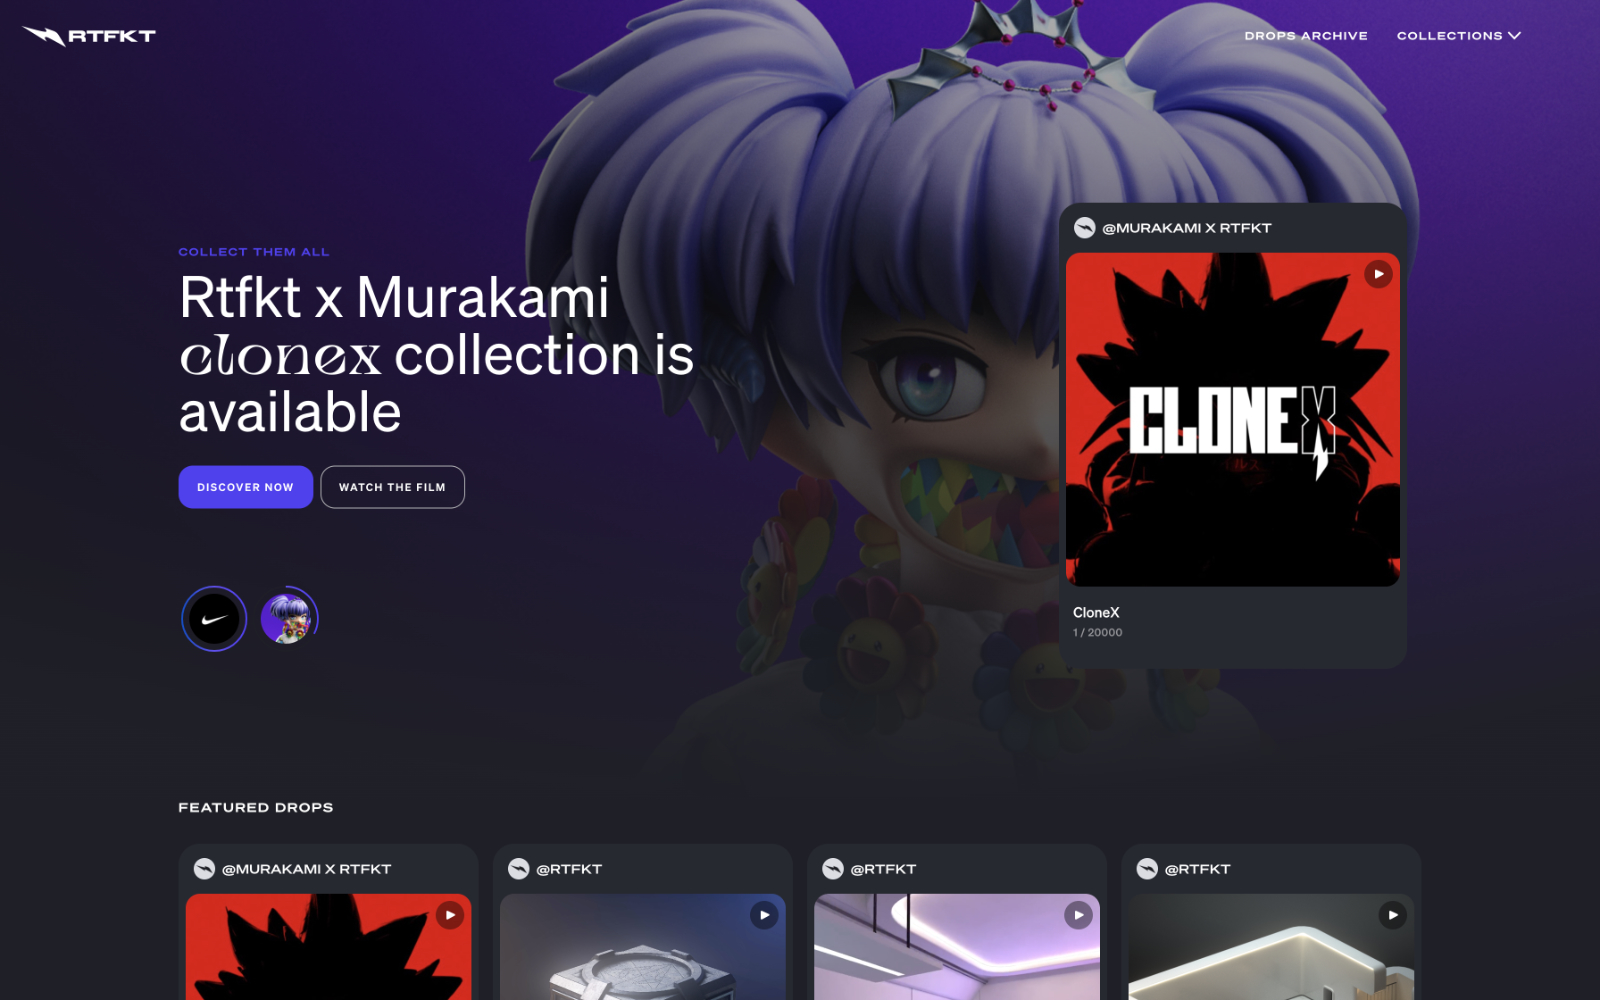 RTFKT
DROPS ARCHIVE
COLLECTIONS
COLLECT THEM ALL
Rtfkt x Murakami
clonex collection is
available
DISCOVER NOW
WATCH THE FILM
@MURAKAMI X RTFKT
CLONEX
CloneX
1 / 20000
FEATURED DROPS
@MURAKAMI X RTFKT
@RTFKT
@RTFKT
@RTFKT